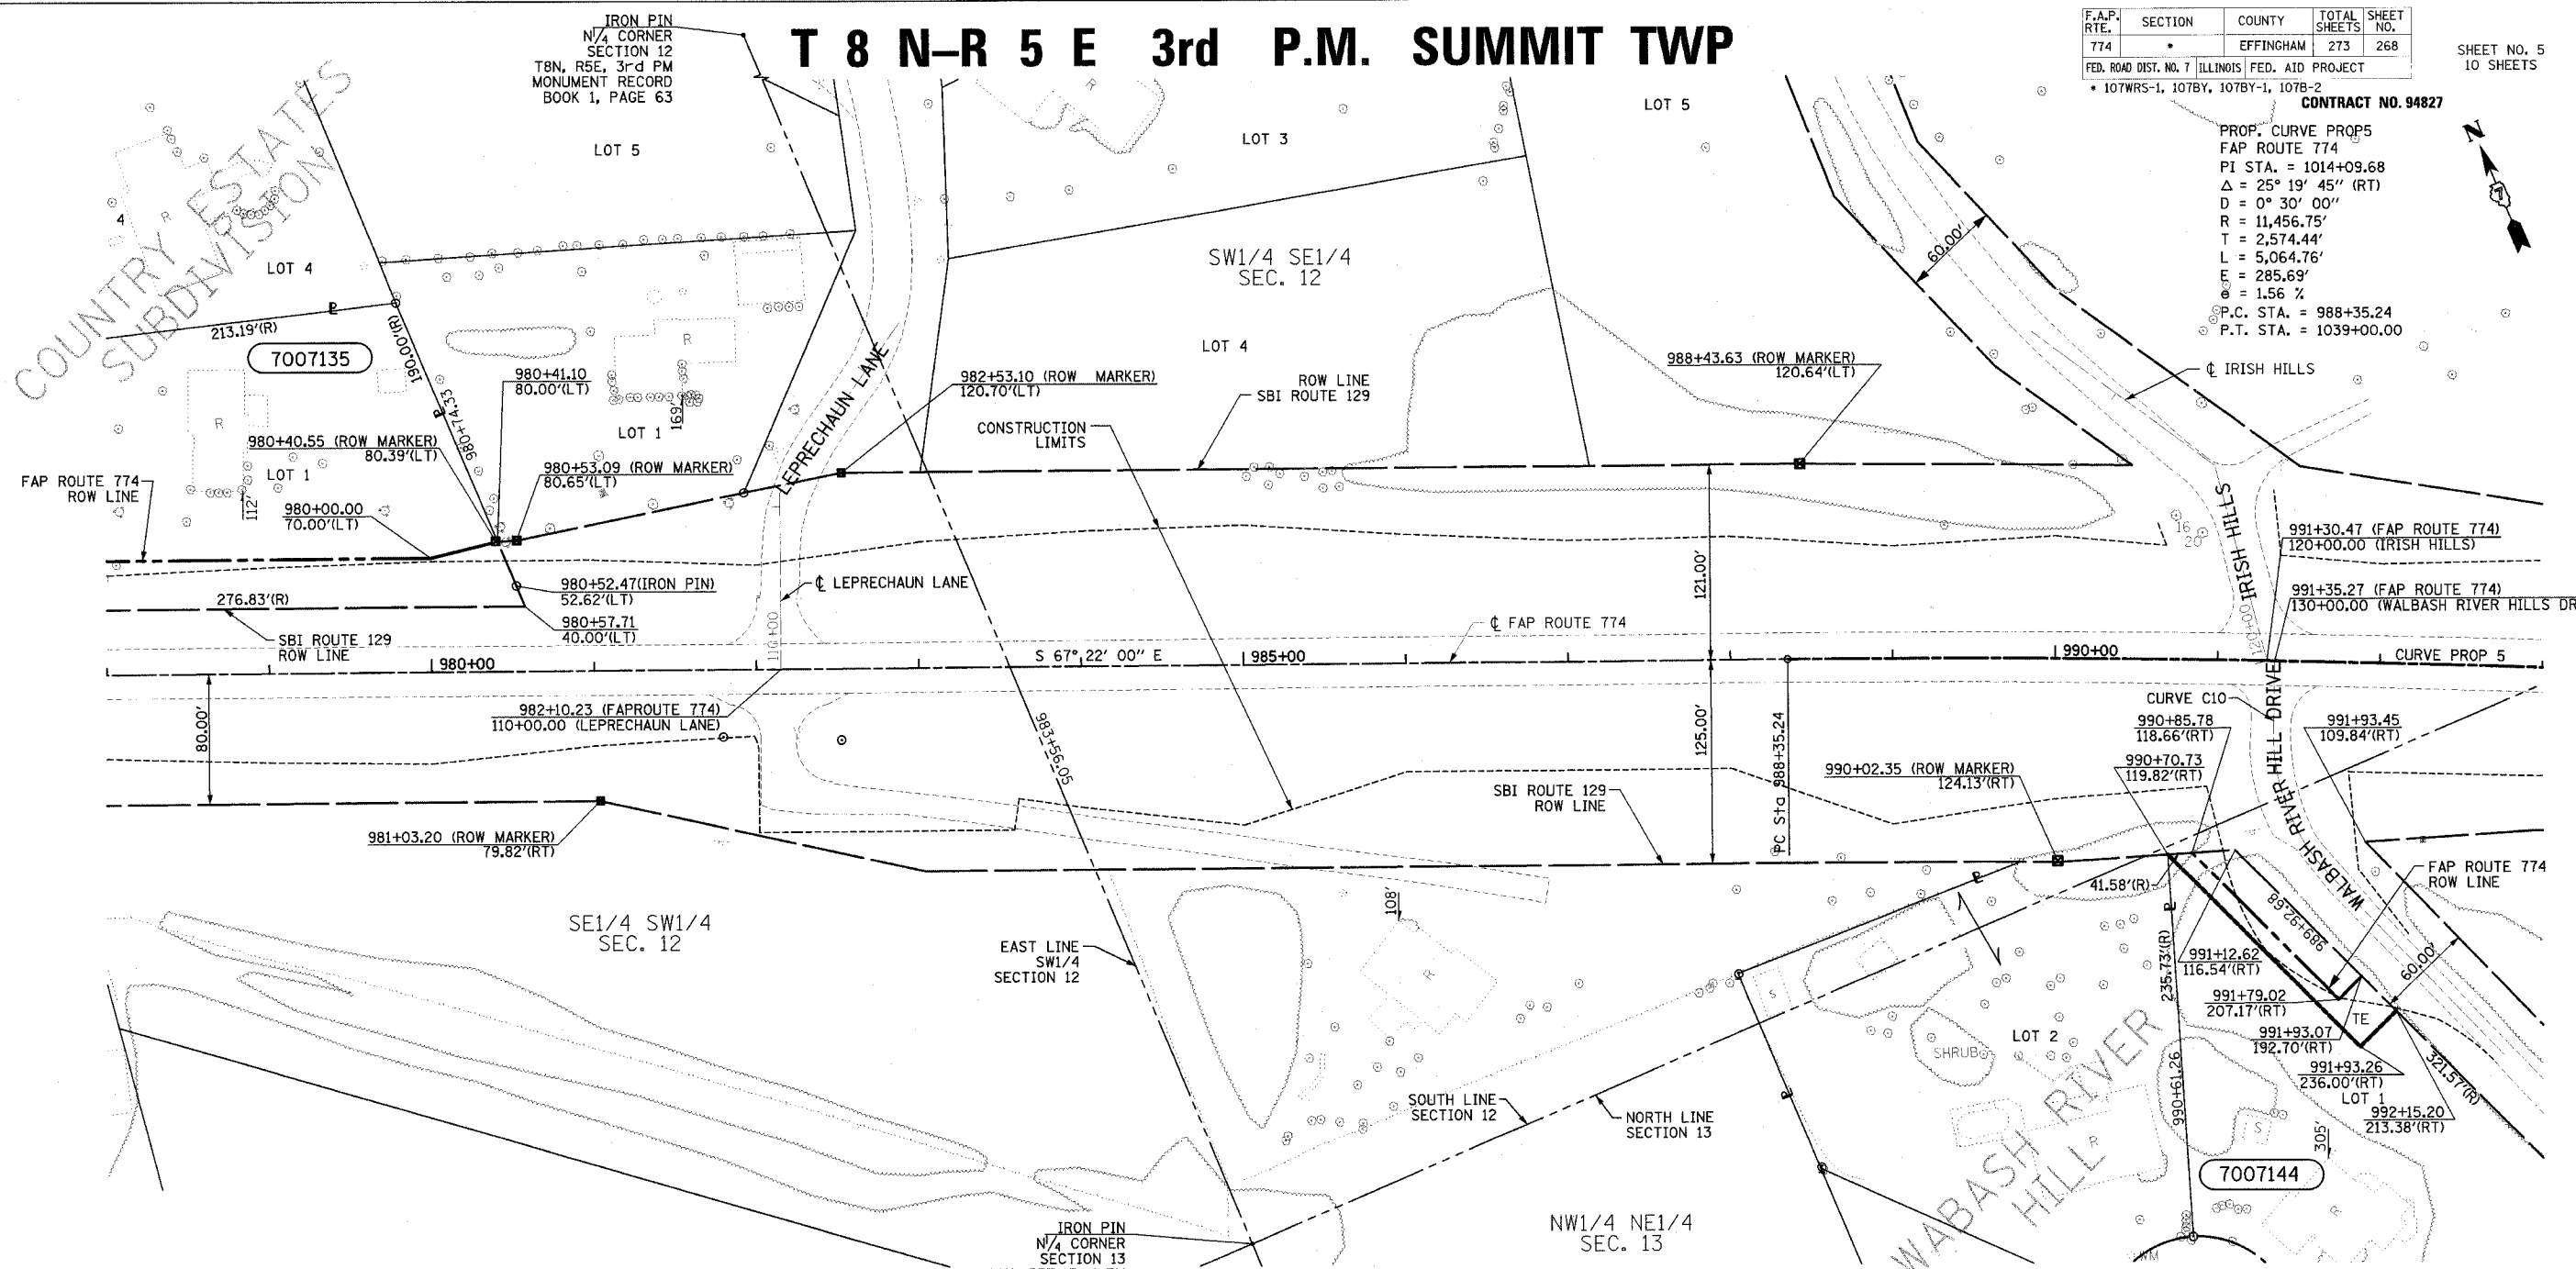 IRON PIN
N1/4 CORNER
SECTION 12
T8N, R5E, 3rd PM
MONUMENT RECORD
BOOK 1, PAGE 63
T 8 N–R 5 E 3rd P.M. SUMMIT TWP
F.A.P. RTE. SECTION COUNTY TOTAL SHEETS SHEET NO.
774 * EFFINGHAM 273 268
FED. ROAD DIST. NO. 7 ILLINOIS FED. AID PROJECT
* 107WRS-1, 107BY, 107BY-1, 107B-2
CONTRACT NO. 94827
SHEET NO. 5
10 SHEETS
PROP. CURVE PROP5
FAP ROUTE 774
PI STA. = 1014+09.68
Δ = 25° 19' 45" (RT)
D = 0° 30' 00"
R = 11,456.75'
T = 2,574.44'
L = 5,064.76'
E = 285.69'
e = 1.56 %
P.C. STA. = 988+35.24
P.T. STA. = 1039+00.00
N
7
COUNTRY ESTATES
SUBDIVISION
4
R
LOT 4
LOT 5
LOT 3
LOT 5
R
SW1/4 SE1/4
SEC. 12
LOT 4
60.00'
℄ IRISH HILLS
213.19'(R)
P
7007135
190.00'(R)
P
980+74.33
R
LOT 1
112'
R
LOT 1
169'
980+41.10
80.00'(LT)
980+40.55 (ROW MARKER)
80.39'(LT)
980+53.09 (ROW MARKER)
80.65'(LT)
LEPRECHAUN LANE
982+53.10 (ROW MARKER)
120.70'(LT)
CONSTRUCTION
LIMITS
ROW LINE
SBI ROUTE 129
988+43.63 (ROW MARKER)
120.64'(LT)
FAP ROUTE 774
ROW LINE
980+00.00
70.00'(LT)
980+52.47(IRON PIN)
52.62'(LT)
980+57.71
40.00'(LT)
276.83'(R)
SBI ROUTE 129
ROW LINE
℄ LEPRECHAUN LANE
110+00
121.00'
℄ FAP ROUTE 774
16
20
IRISH HILLS
IRISH HILLS
120+00
991+30.47 (FAP ROUTE 774)
120+00.00 (IRISH HILLS)
991+35.27 (FAP ROUTE 774)
130+00.00 (WALBASH RIVER HILLS DR
980+00
S 67° 22' 00" E
985+00
990+00
CURVE PROP 5
80.00'
982+10.23 (FAPROUTE 774)
110+00.00 (LEPRECHAUN LANE)
983+56.05
125.00'
PC Sta 988+35.24
CURVE C10
990+85.78
118.66'(RT)
990+70.73
119.82'(RT)
991+93.45
109.84'(RT)
990+02.35 (ROW MARKER)
124.13'(RT)
SBI ROUTE 129
ROW LINE
WALBASH RIVER HILL DRIVE
981+03.20 (ROW MARKER)
79.82'(RT)
SE1/4 SW1/4
SEC. 12
EAST LINE
SW1/4
SECTION 12
108'
R
P
41.58'(R)
P
FAP ROUTE 774
ROW LINE
989+92.68
235.73'(R)
991+12.62
116.54'(RT)
991+79.02
207.17'(RT)
991+93.07
192.70'(RT)
TE
60.00'
991+93.26
236.00'(RT)
LOT 1
992+15.20
213.38'(RT)
321.57'(R)
S
SHRUB
LOT 2
990+61.26
SOUTH LINE
SECTION 12
NORTH LINE
SECTION 13
P
R
S
305'
7007144
R
WABASH RIVER
HILL
WM
NW1/4 NE1/4
SEC. 13
IRON PIN
N1/4 CORNER
SECTION 13